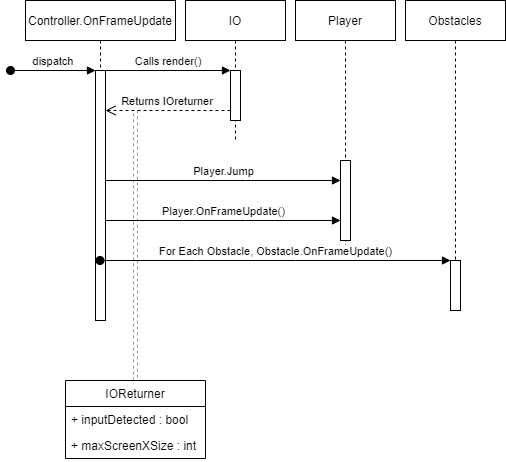 Controller.OnFrameUpdate
IO
Player
Obstacles
dispatch
Calls render()
Returns IOreturner
Player.Jump
Player.OnFrameUpdate()
For Each Obstacle, Obstacle.OnFrameUpdate()
IOReturner
+ inputDetected : bool
+ maxScreenXSize : int